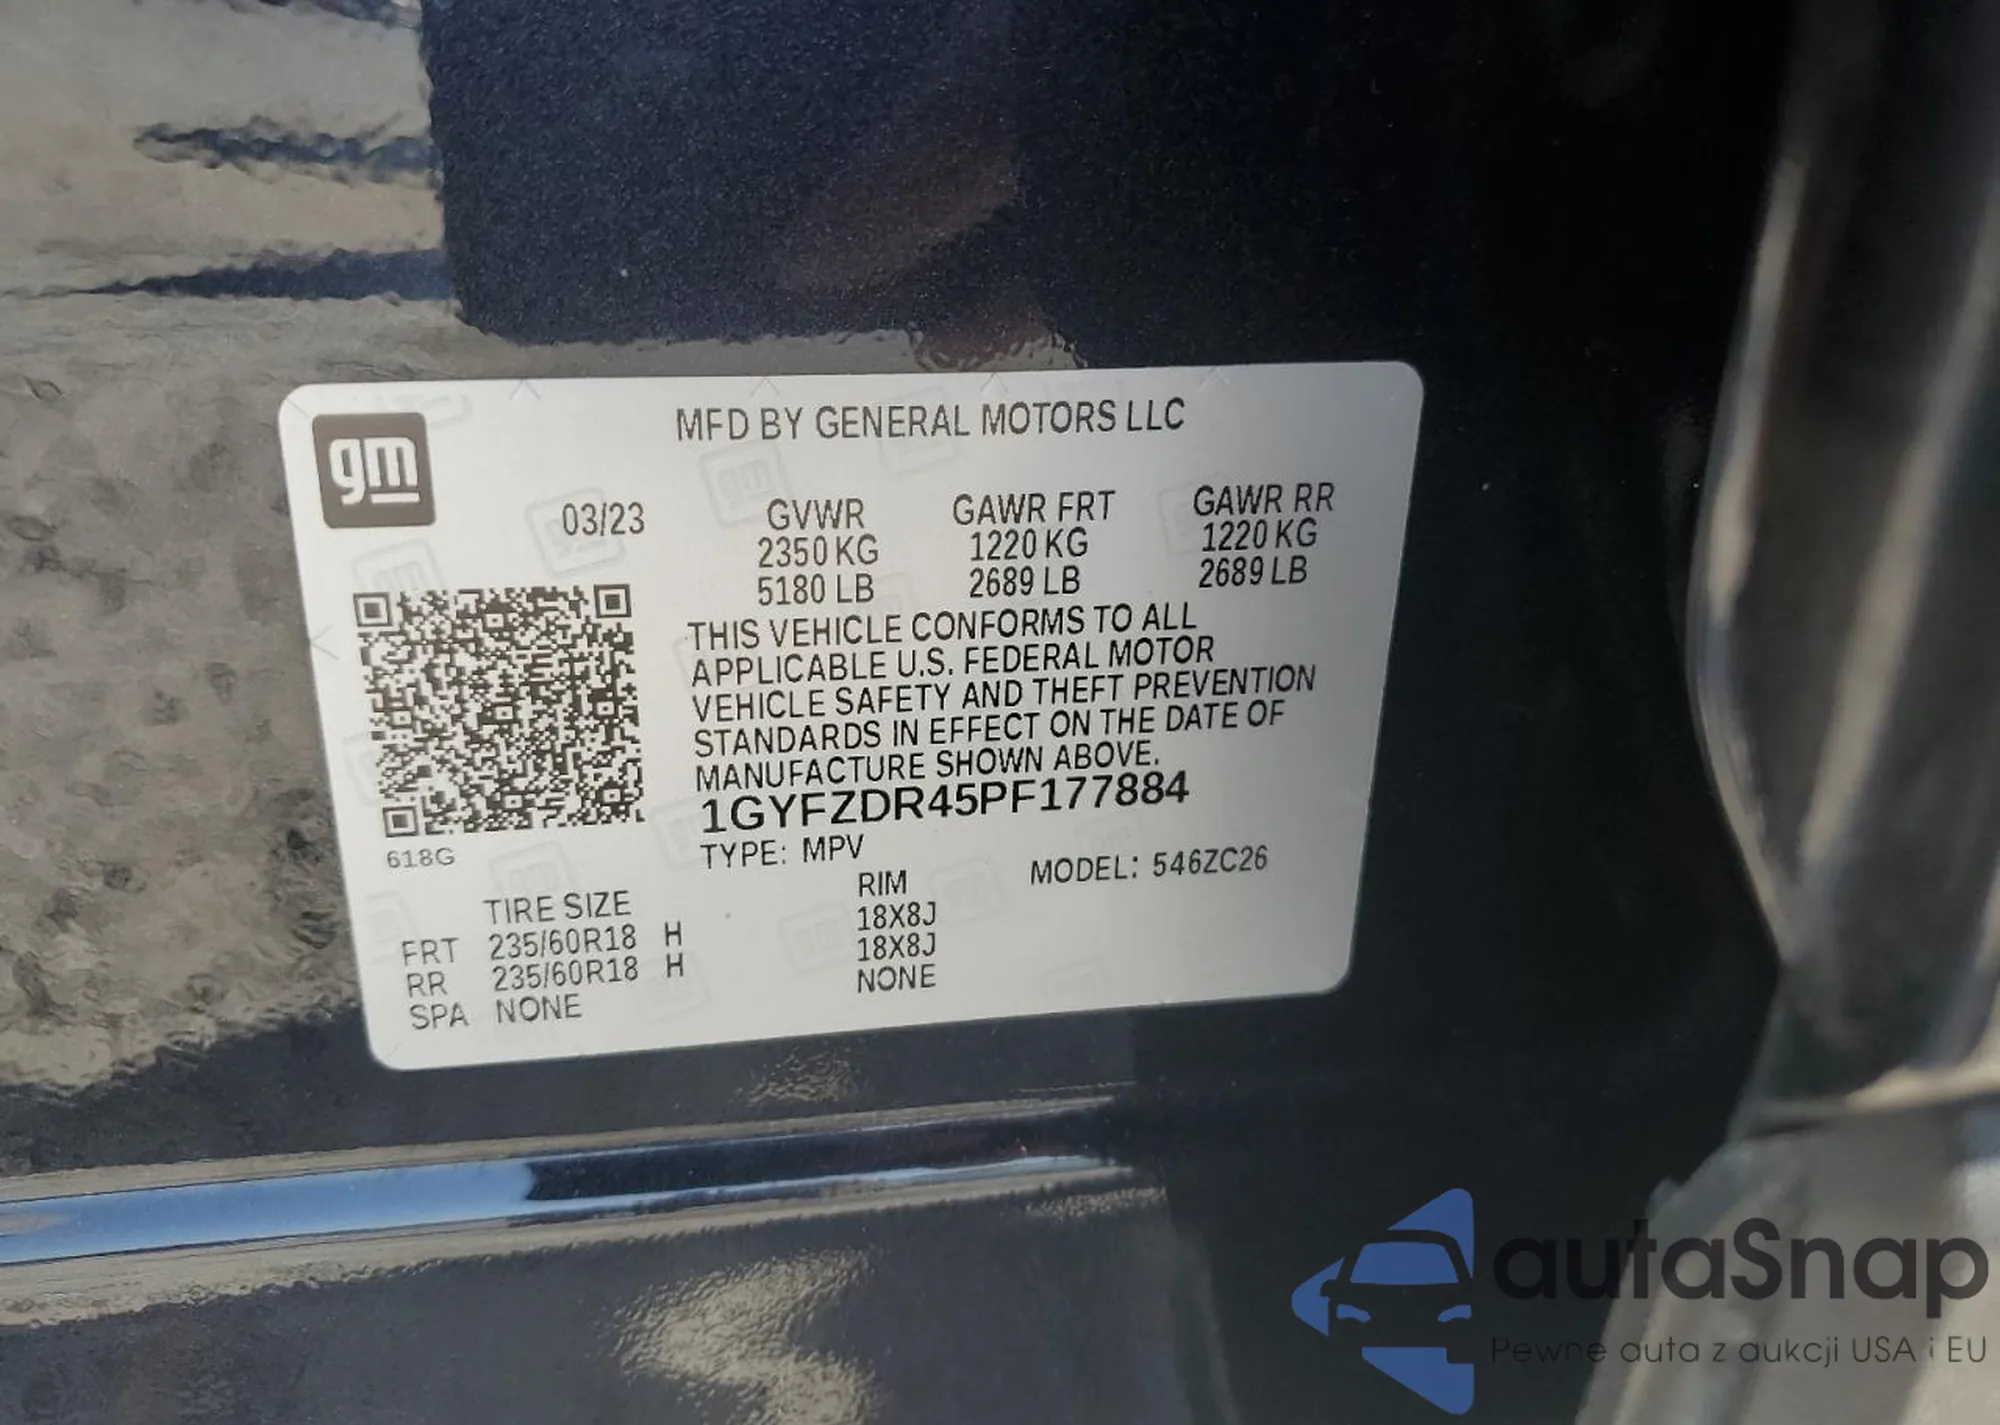 gm
MFD BY GENERAL MOTORS LLC
03/23 GVWR GAWR FRT GAWR RR
2350 KG 1220 KG 1220 KG
5180 LB 2689 LB 2689 LB
THIS VEHICLE CONFORMS TO ALL
APPLICABLE U.S. FEDERAL MOTOR
VEHICLE SAFETY AND THEFT PREVENTION
STANDARDS IN EFFECT ON THE DATE OF
MANUFACTURE SHOWN ABOVE.
1GYFZDR45PF177884
618G
TYPE: MPV MODEL: 546ZC26
TIRE SIZE RIM
FRT 235/60R18 H 18X8J
RR 235/60R18 H 18X8J
SPA NONE NONE
autaSnap
Pewne auta z aukcji USA i EU